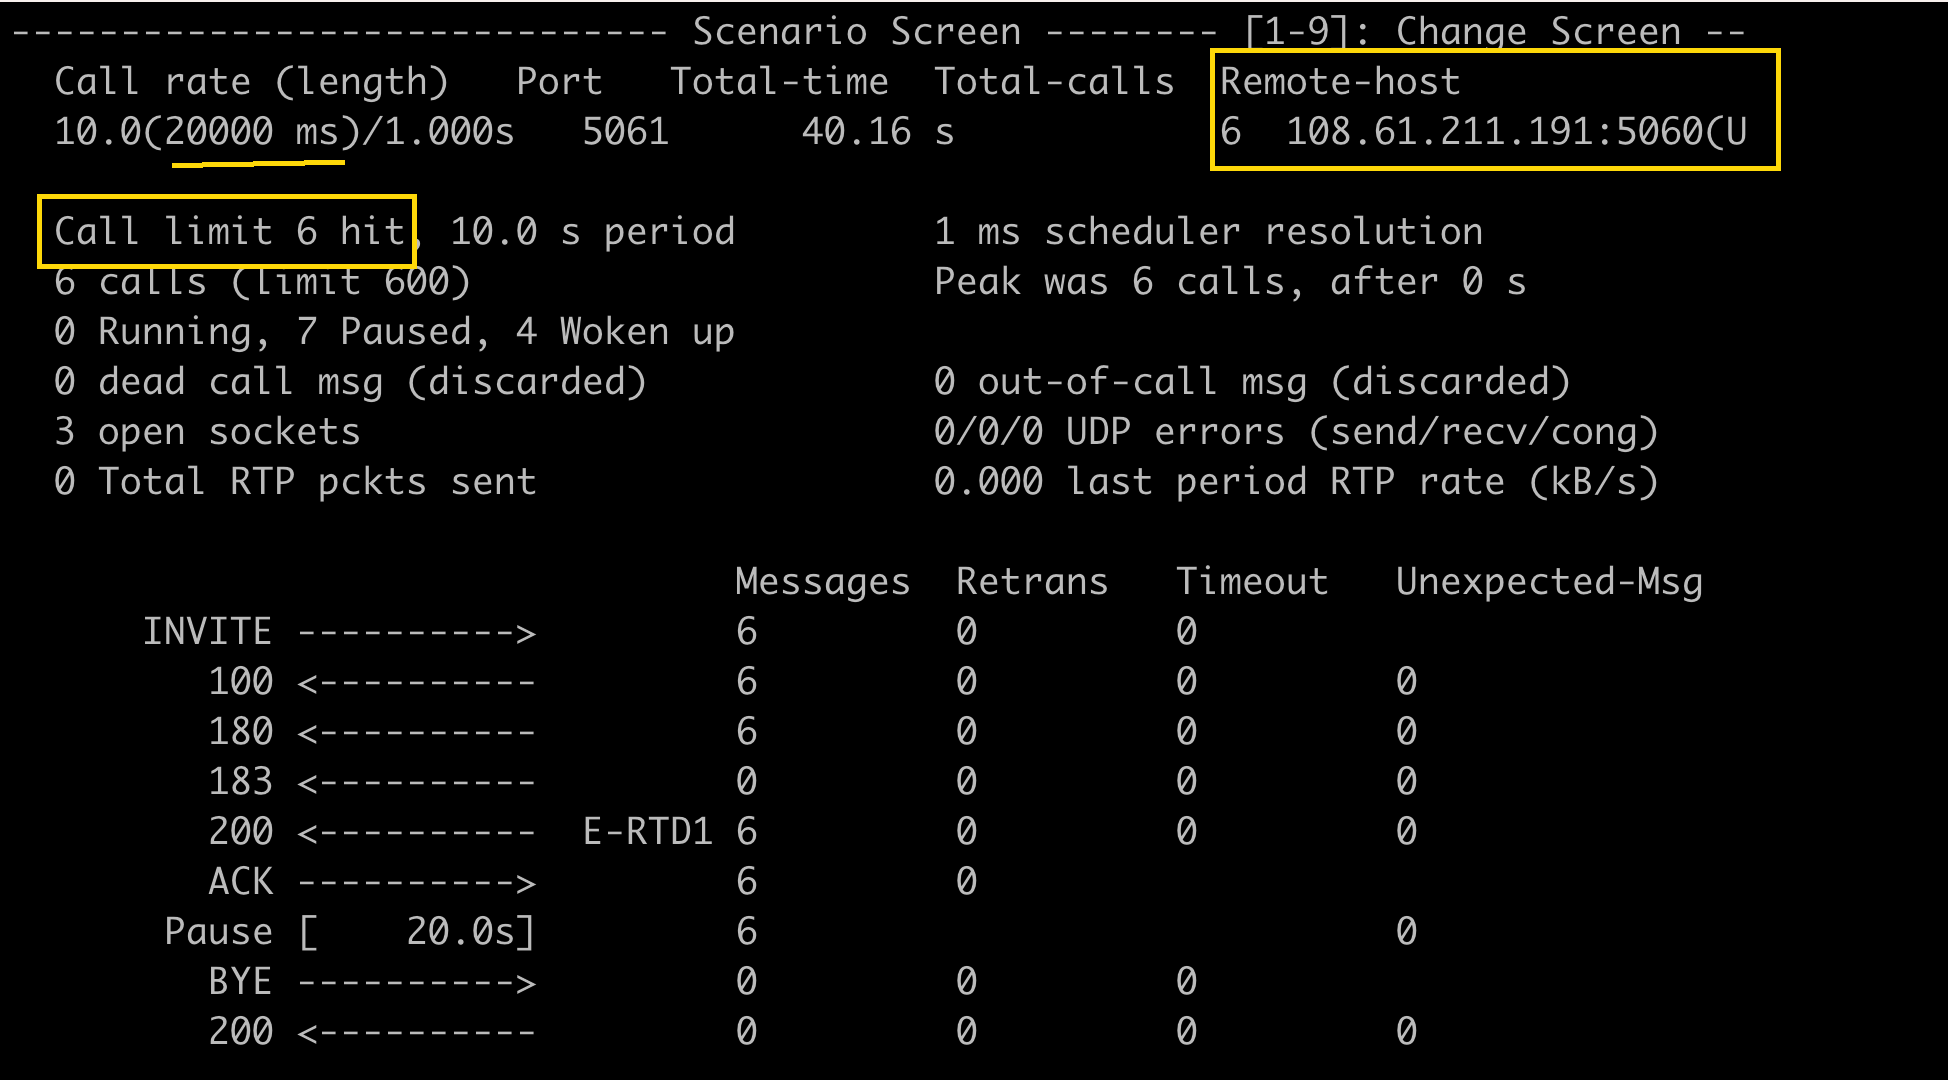 ------------------------------ Scenario Screen -------- [1-9]: Change Screen --
Call rate (length)   Port   Total-time  Total-calls  Remote-host
10.0(20000 ms)/1.000s   5061      40.16 s            6  108.61.211.191:5060(U
Call limit 6 hit, 10.0 s period         1 ms scheduler resolution
6 calls (limit 600)                     Peak was 6 calls, after 0 s
0 Running, 7 Paused, 4 Woken up
0 dead call msg (discarded)             0 out-of-call msg (discarded)
3 open sockets                          0/0/0 UDP errors (send/recv/cong)
0 Total RTP pckts sent                  0.000 last period RTP rate (kB/s)
Messages  Retrans   Timeout   Unexpected-Msg
INVITE ---------->         6         0         0
100 <----------         6         0         0         0
180 <----------         6         0         0         0
183 <----------         0         0         0         0
200 <----------  E-RTD1 6         0         0         0
ACK ---------->         6         0
Pause [    20.0s]         6                             0
BYE ---------->         0         0         0
200 <----------         0         0         0         0